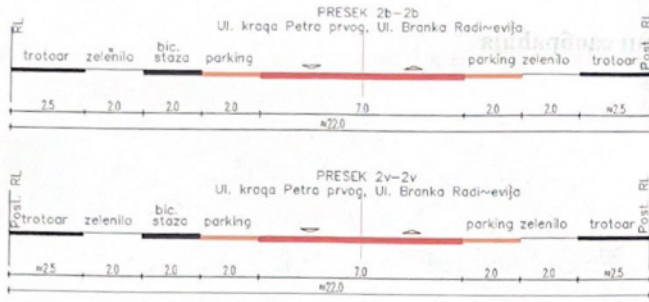 PRESEK 2b-2b
Ul. kraqa Petra prvog, Ul. Branka Radi~evi}a
RL
trotoar zelenilo bic. staza parking parking zelenilo trotoar
Post. RL
2.5 2.0 2.0 2.0 7.0 2.0 2.0 ≈2.5
≈22.0
PRESEK 2v-2v
Ul. kraqa Petra prvog, Ul. Branka Radi~evi}a
Post. RL
trotoar zelenilo bic. staza parking parking zelenilo trotoar
Post. RL
≈2.5 2.0 2.0 2.0 7.0 2.0 2.0 ≈2.5
≈22.0